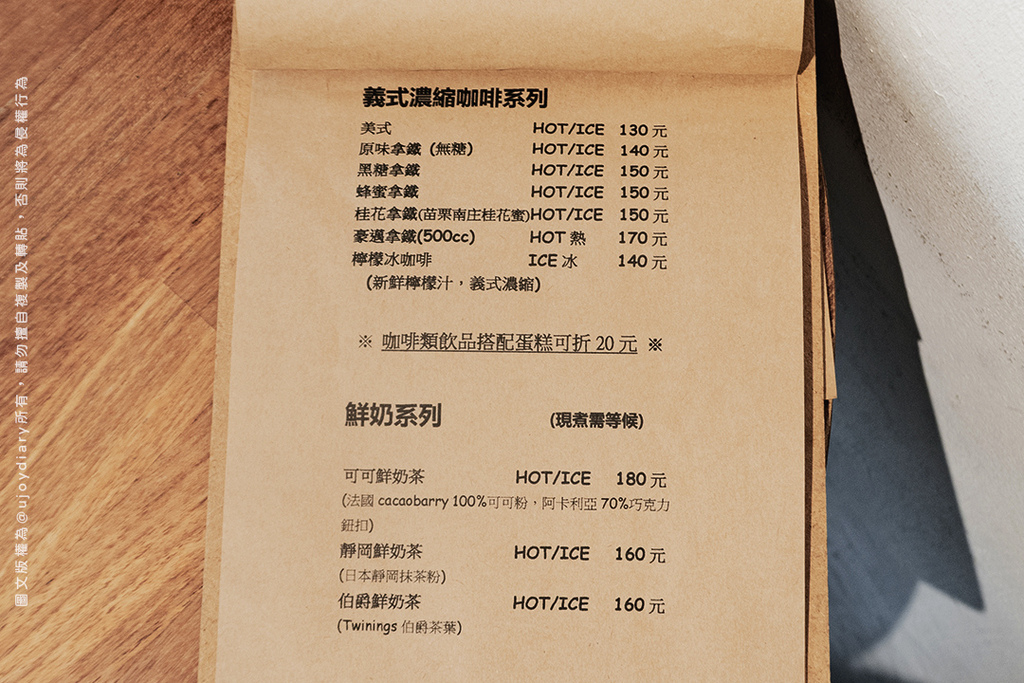 義式濃縮咖啡系列
美式 HOT/ICE 130元
原味拿鐵 (無糖) HOT/ICE 140元
黑糖拿鐵 HOT/ICE 150元
蜂蜜拿鐵 HOT/ICE 150元
桂花拿鐵(苗栗南庄桂花蜜)HOT/ICE 150元
豪邁拿鐵(500cc) HOT 熱 170元
檸檬冰咖啡 ICE 冰 140元
(新鮮檸檬汁，義式濃縮)
※ 咖啡類飲品搭配蛋糕可折 20 元 ※
鮮奶系列 (現煮需等候)
可可鮮奶茶 HOT/ICE 180元
(法國 cacaobarry 100%可可粉，阿卡利亞 70%巧克力
鈕扣)
靜岡鮮奶茶 HOT/ICE 160元
(日本靜岡抹茶粉)
伯爵鮮奶茶 HOT/ICE 160元
(Twinings 伯爵茶葉)
圖文版權為@ujoydiary所有，請勿擅自複製及轉貼，否則將為侵權行為